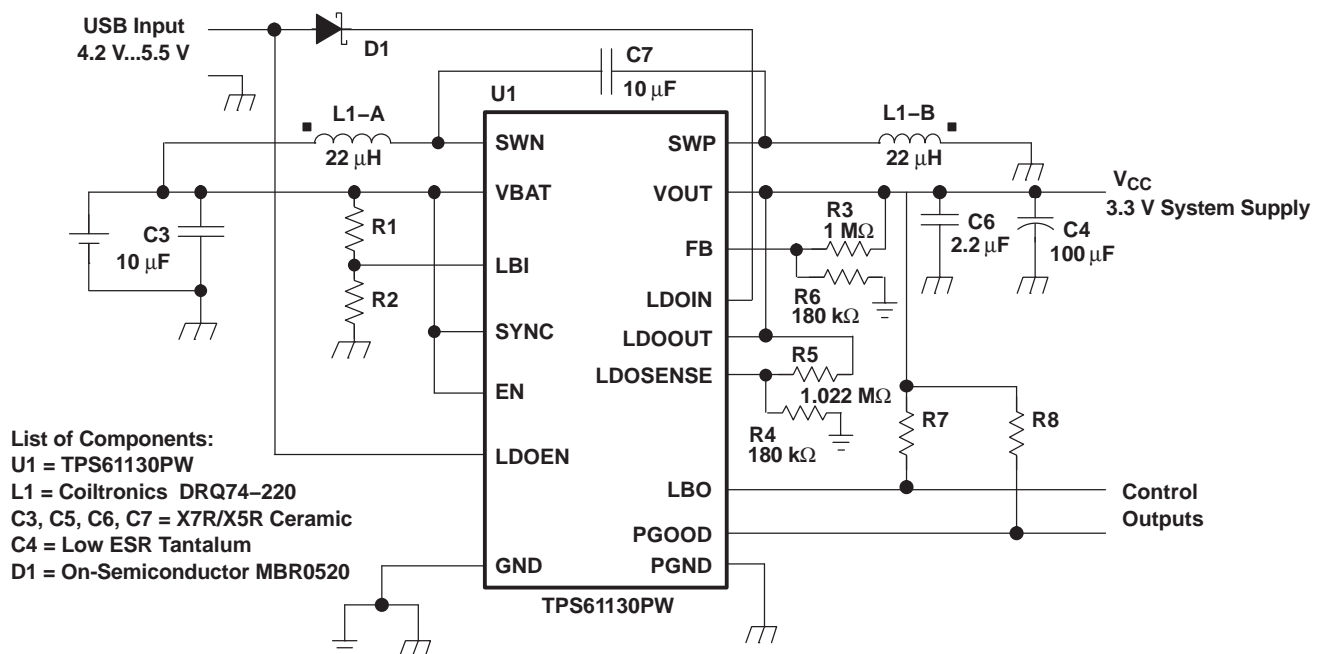 USB Input
4.2 V...5.5 V
D1
C7
10 μF
U1
L1–A
22 μH
L1–B
22 μH
SWN
SWP
VBAT
VOUT
VCC
3.3 V System Supply
C3
10 μF
R1
R2
LBI
FB
R3
1 MΩ
C6
2.2 μF
C4
100 μF
R6
180 kΩ
LDOIN
SYNC
LDOOUT
R5
1.022 MΩ
LDOSENSE
EN
R4
180 kΩ
R7
R8
LDOEN
LBO
Control
Outputs
PGOOD
GND
PGND
TPS61130PW
List of Components:
U1 = TPS61130PW
L1 = Coiltronics DRQ74–220
C3, C5, C6, C7 = X7R/X5R Ceramic
C4 = Low ESR Tantalum
D1 = On-Semiconductor MBR0520